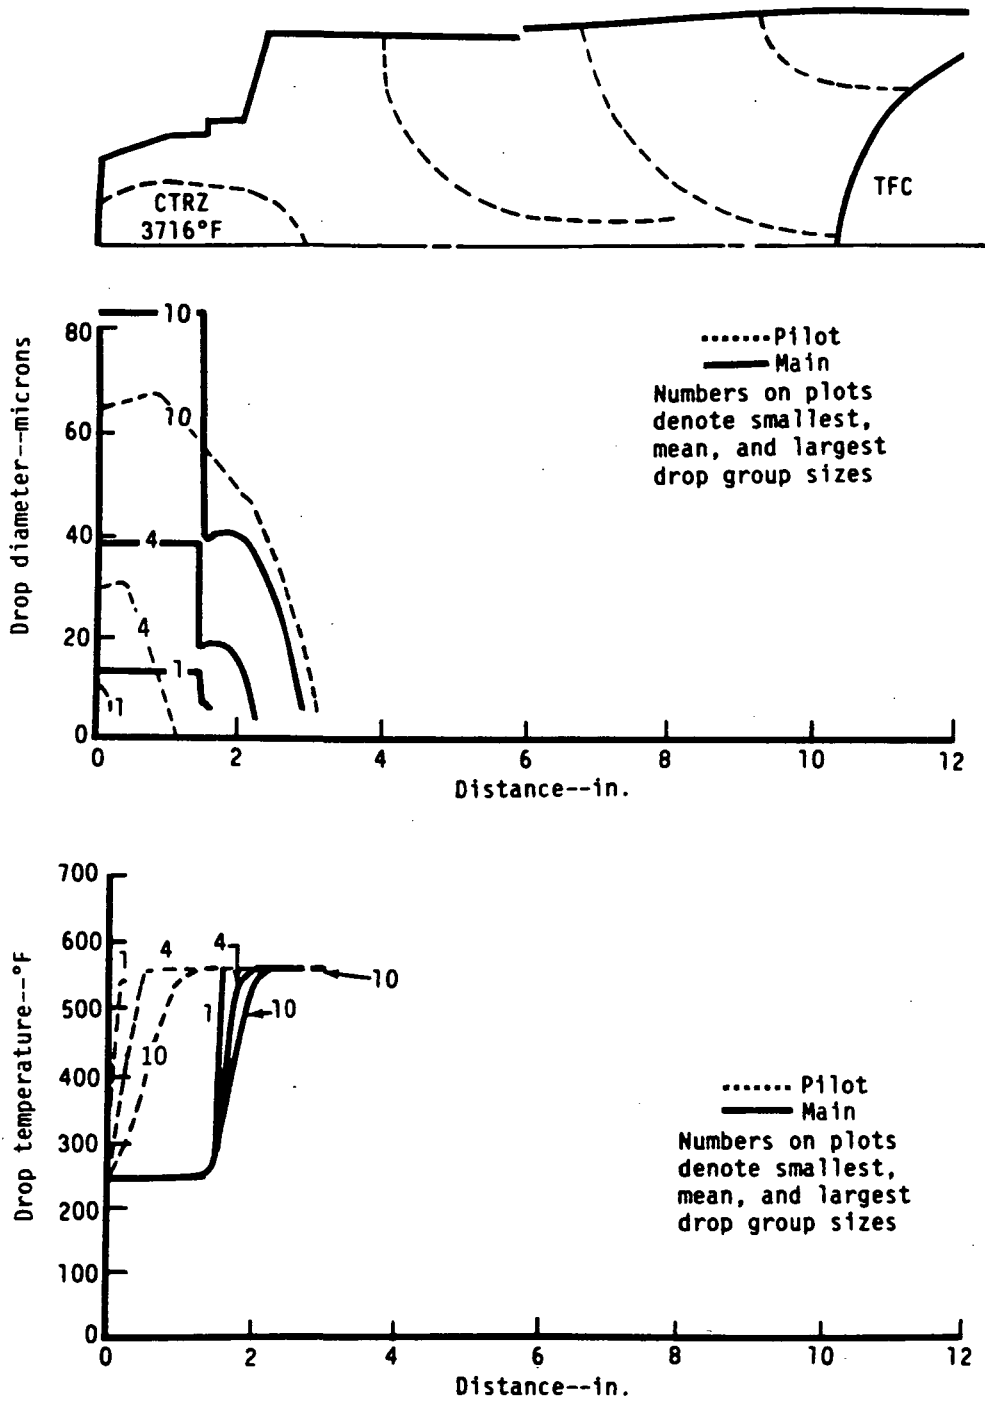 CTRZ
3716°F
TFC
Drop diameter--microns
80
60
40
20
0
10
10
4
4
1
1
Pilot
Main
Numbers on plots
denote smallest,
mean, and largest
drop group sizes
0 2 4 6 8 10 12
Distance--in.
Drop temperature--°F
700
600
500
400
300
200
100
0
1
4
10
4
1
10
10
Pilot
Main
Numbers on plots
denote smallest,
mean, and largest
drop group sizes
0 2 4 6 8 10 12
Distance--in.